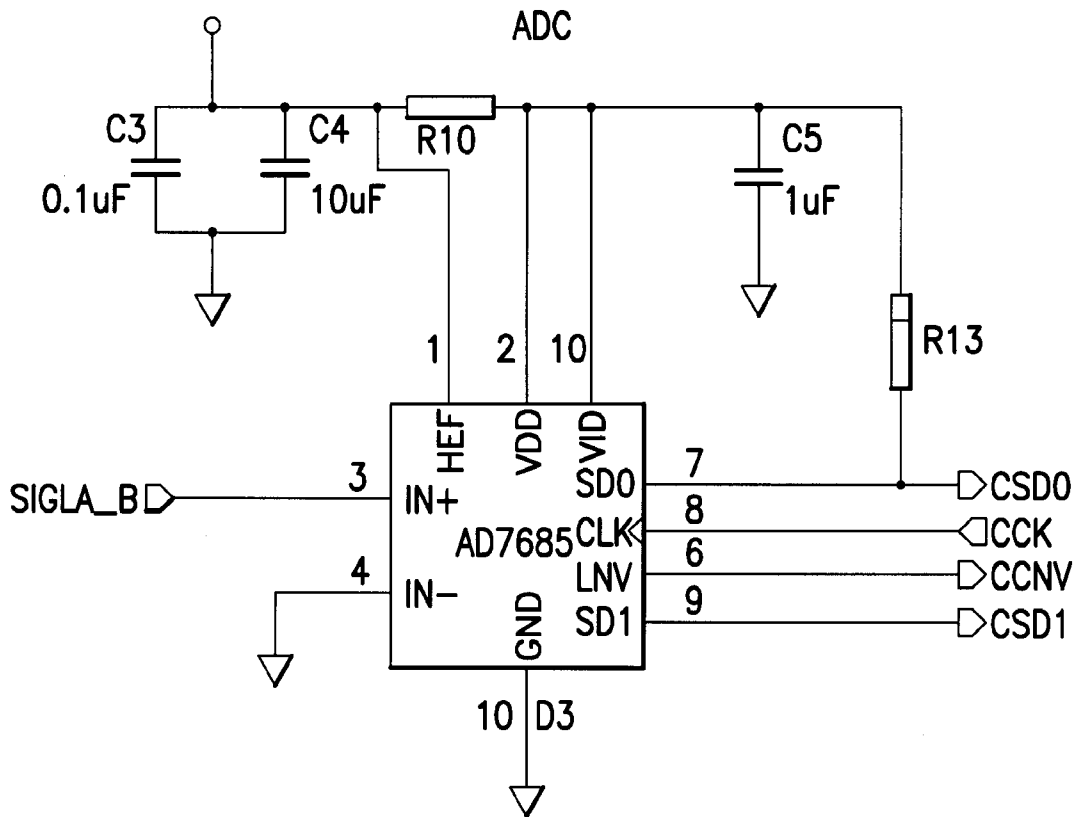 ADC
C3
C4
R10
C5
0.1uF
10uF
1uF
R13
1
2
10
HEF
VDD
VID
SIGLA_B
3
IN+
SD0
7
CSD0
AD7685
CLK
8
CCK
4
IN-
LNV
6
CCNV
GND
SD1
9
CSD1
10
D3